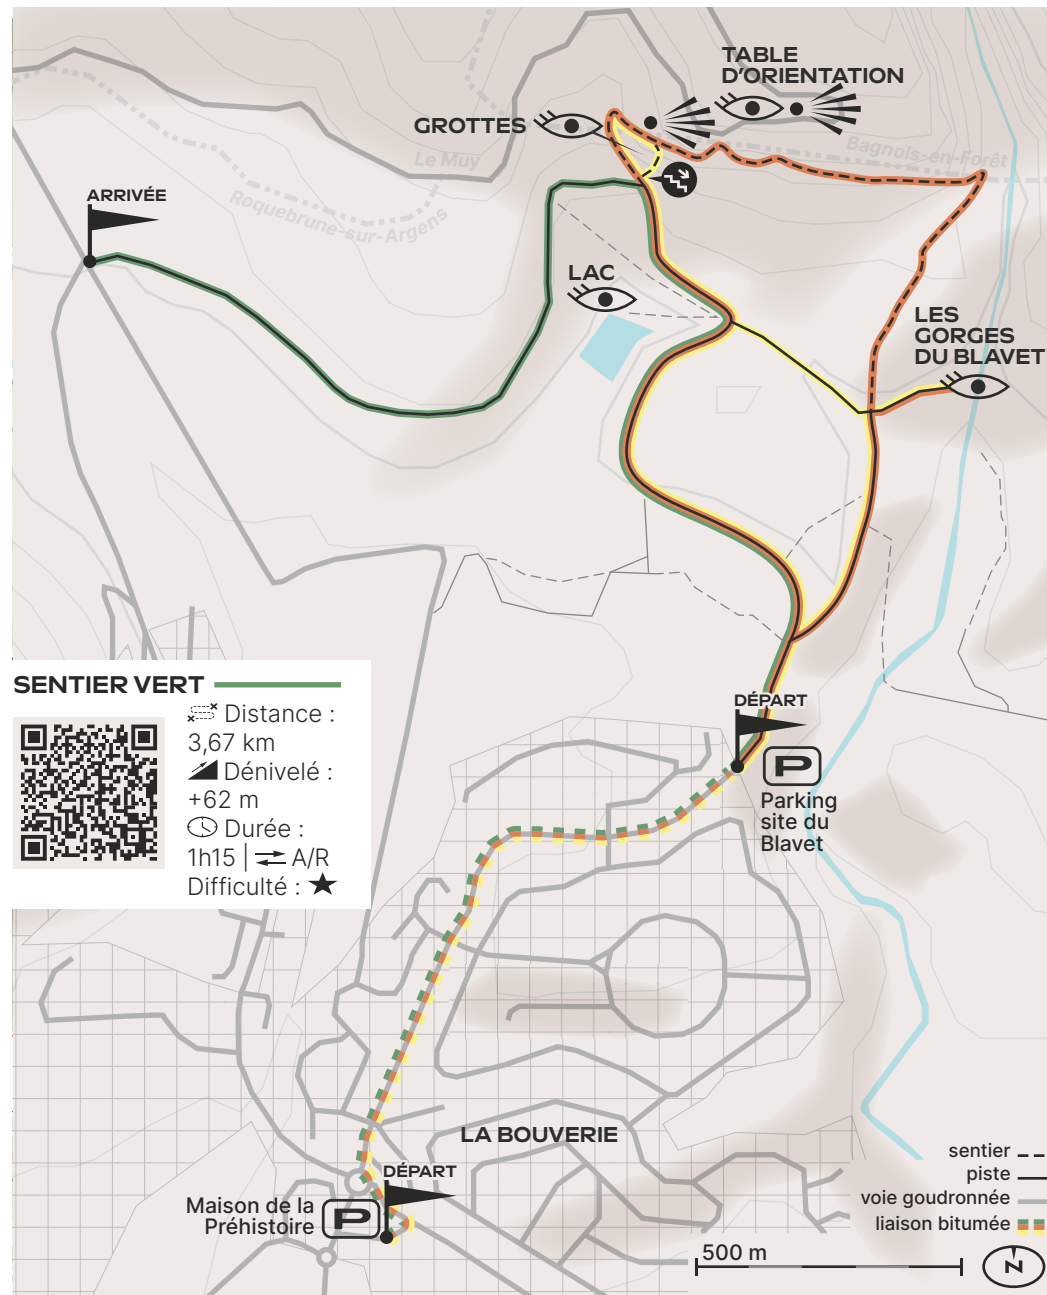 TABLE
D'ORIENTATION
GROTTES
Le Muy
Bagnols-en-Forêt
Roquebrune-sur-Argens
ARRIVÉE
LAC
LES
GORGES
DU BLAVET
SENTIER VERT
Distance :
3,67 km
Dénivelé :
+62 m
Durée :
1h15 | A/R
Difficulté :
DÉPART
P
Parking
site du
Blavet
LA BOUVERIE
DÉPART
Maison de la
Préhistoire
P
sentier
piste
voie goudronnée
liaison bitumée
500 m
N